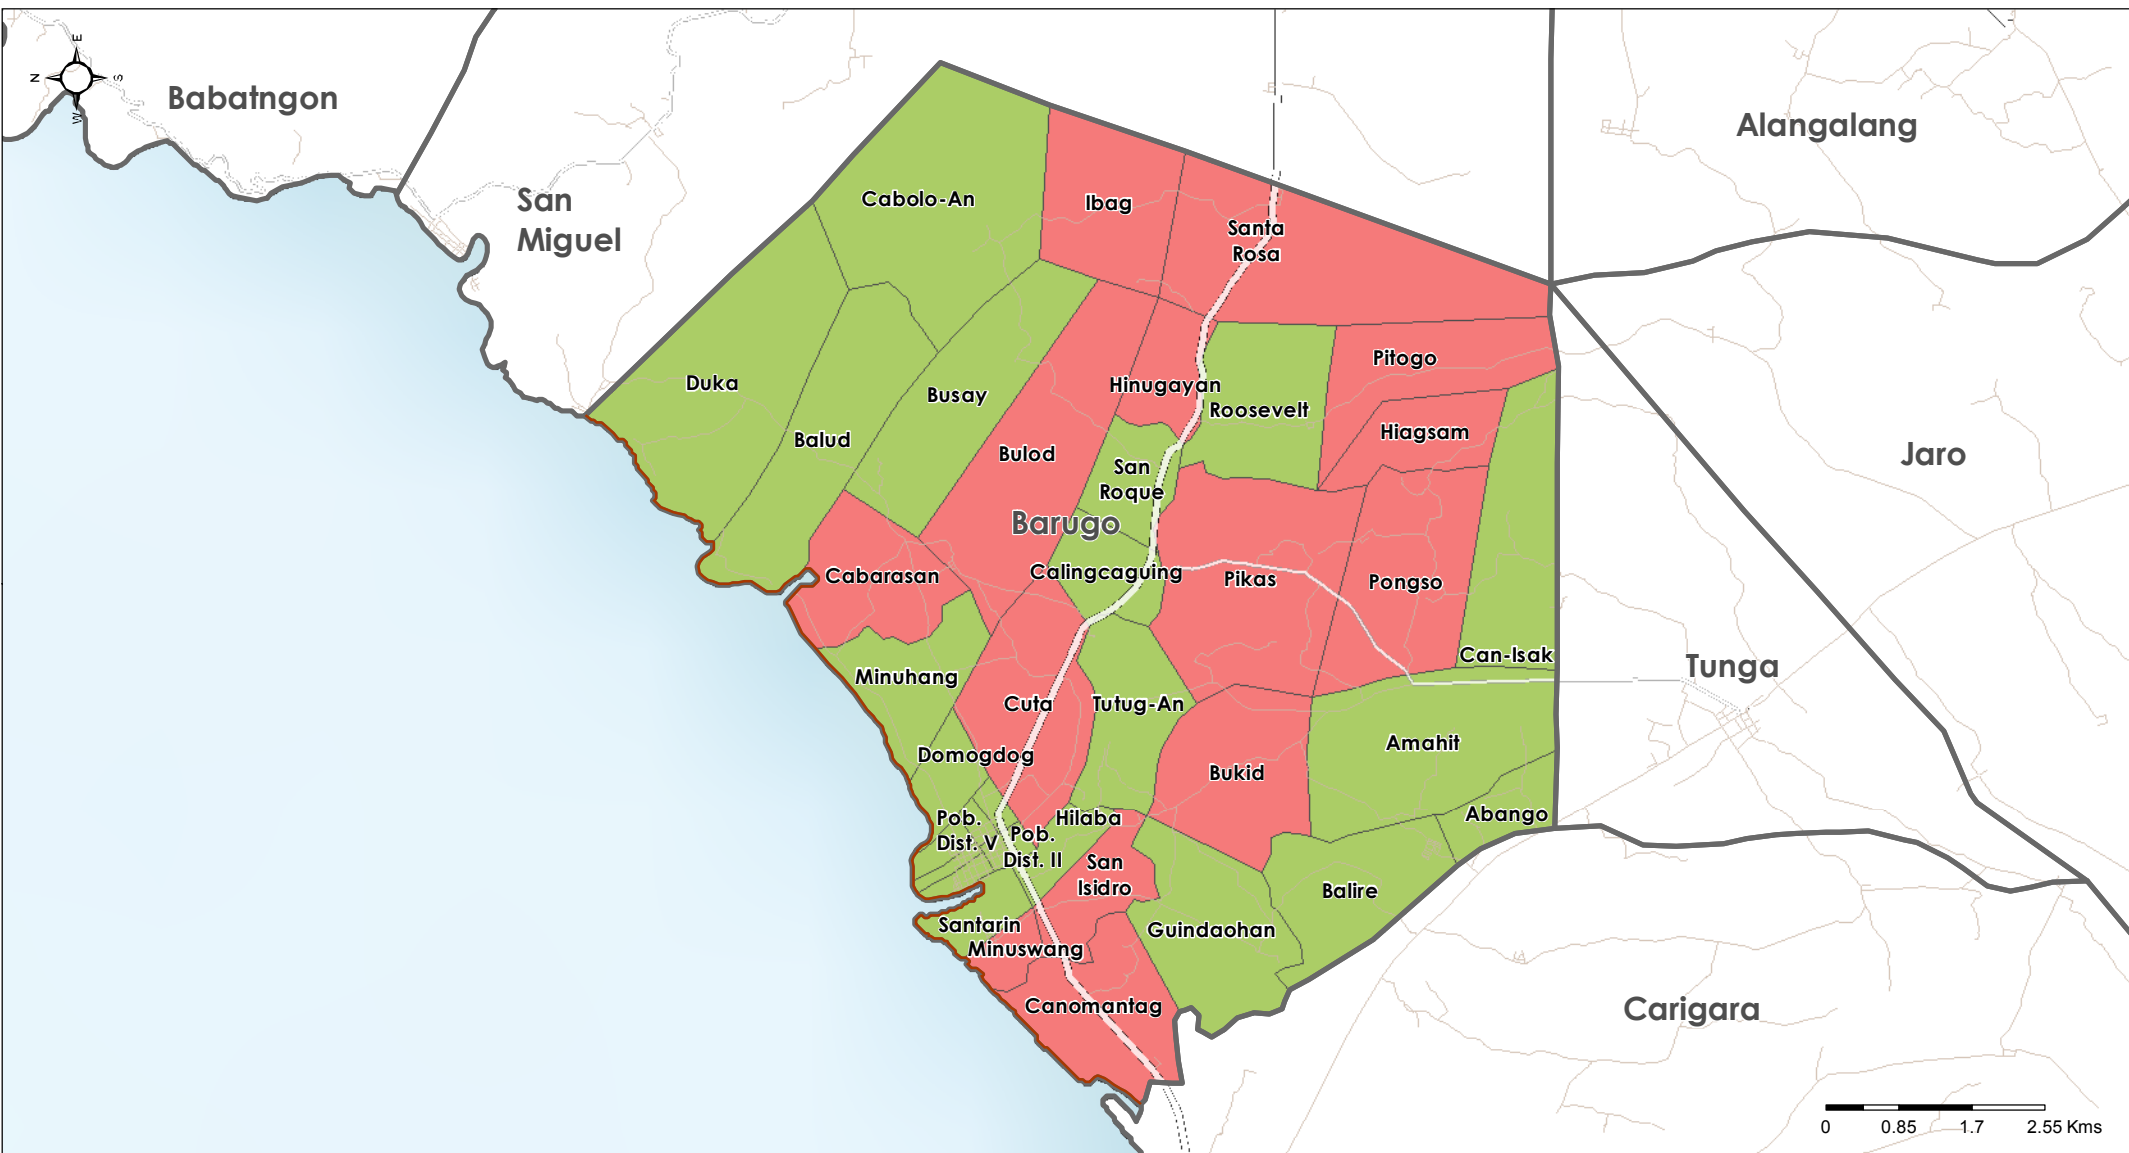 E
N
S
W
Babatngon
San
Miguel
Alangalang
Cabolo-An
Ibag
Santa
Rosa
Duka
Balud
Busay
Hinugayan
Roosevelt
Pitogo
Hiagsam
Bulod
San
Roque
Barugo
Jaro
Cabarasan
Calingcaguing
Pikas
Pongso
Can-Isak
Tunga
Minuhang
Cuta
Tutug-An
Domogdog
Bukid
Amahit
Abango
Pob.
Dist. V
Pob.
Dist. II
Hilaba
San
Isidro
Balire
Santarin
Minuswang
Guindaohan
Canomantag
Carigara
0 0.85 1.7 2.55 Kms